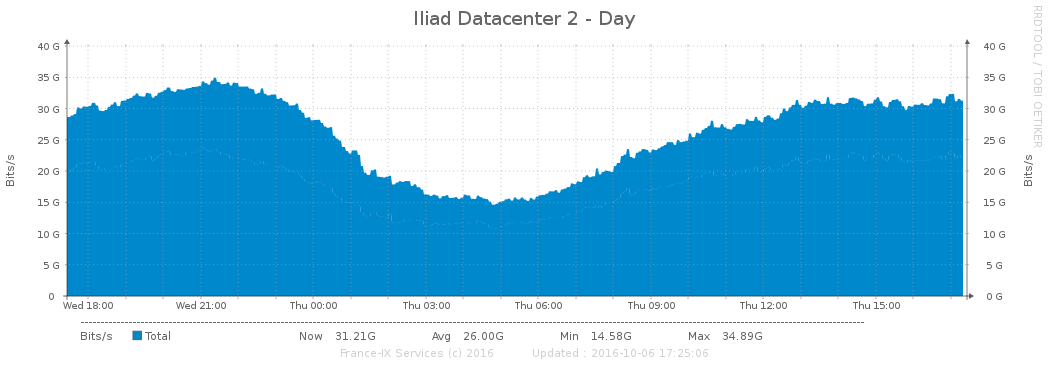 Iliad Datacenter 2 - Day
RRDTOOL / TOBI OETIKER
Bits/s
40 G 40 G
35 G 35 G
30 G 30 G
25 G 25 G
20 G 20 G
15 G 15 G
10 G 10 G
5 G 5 G
0 0 G
Bits/s
Wed 18:00 Wed 21:00 Thu 00:00 Thu 03:00 Thu 06:00 Thu 09:00 Thu 12:00 Thu 15:00
Bits/s Total Now 31.21G Avg 26.00G Min 14.58G Max 34.89G
France-IX Services (c) 2016 Updated : 2016-10-06 17:25:06